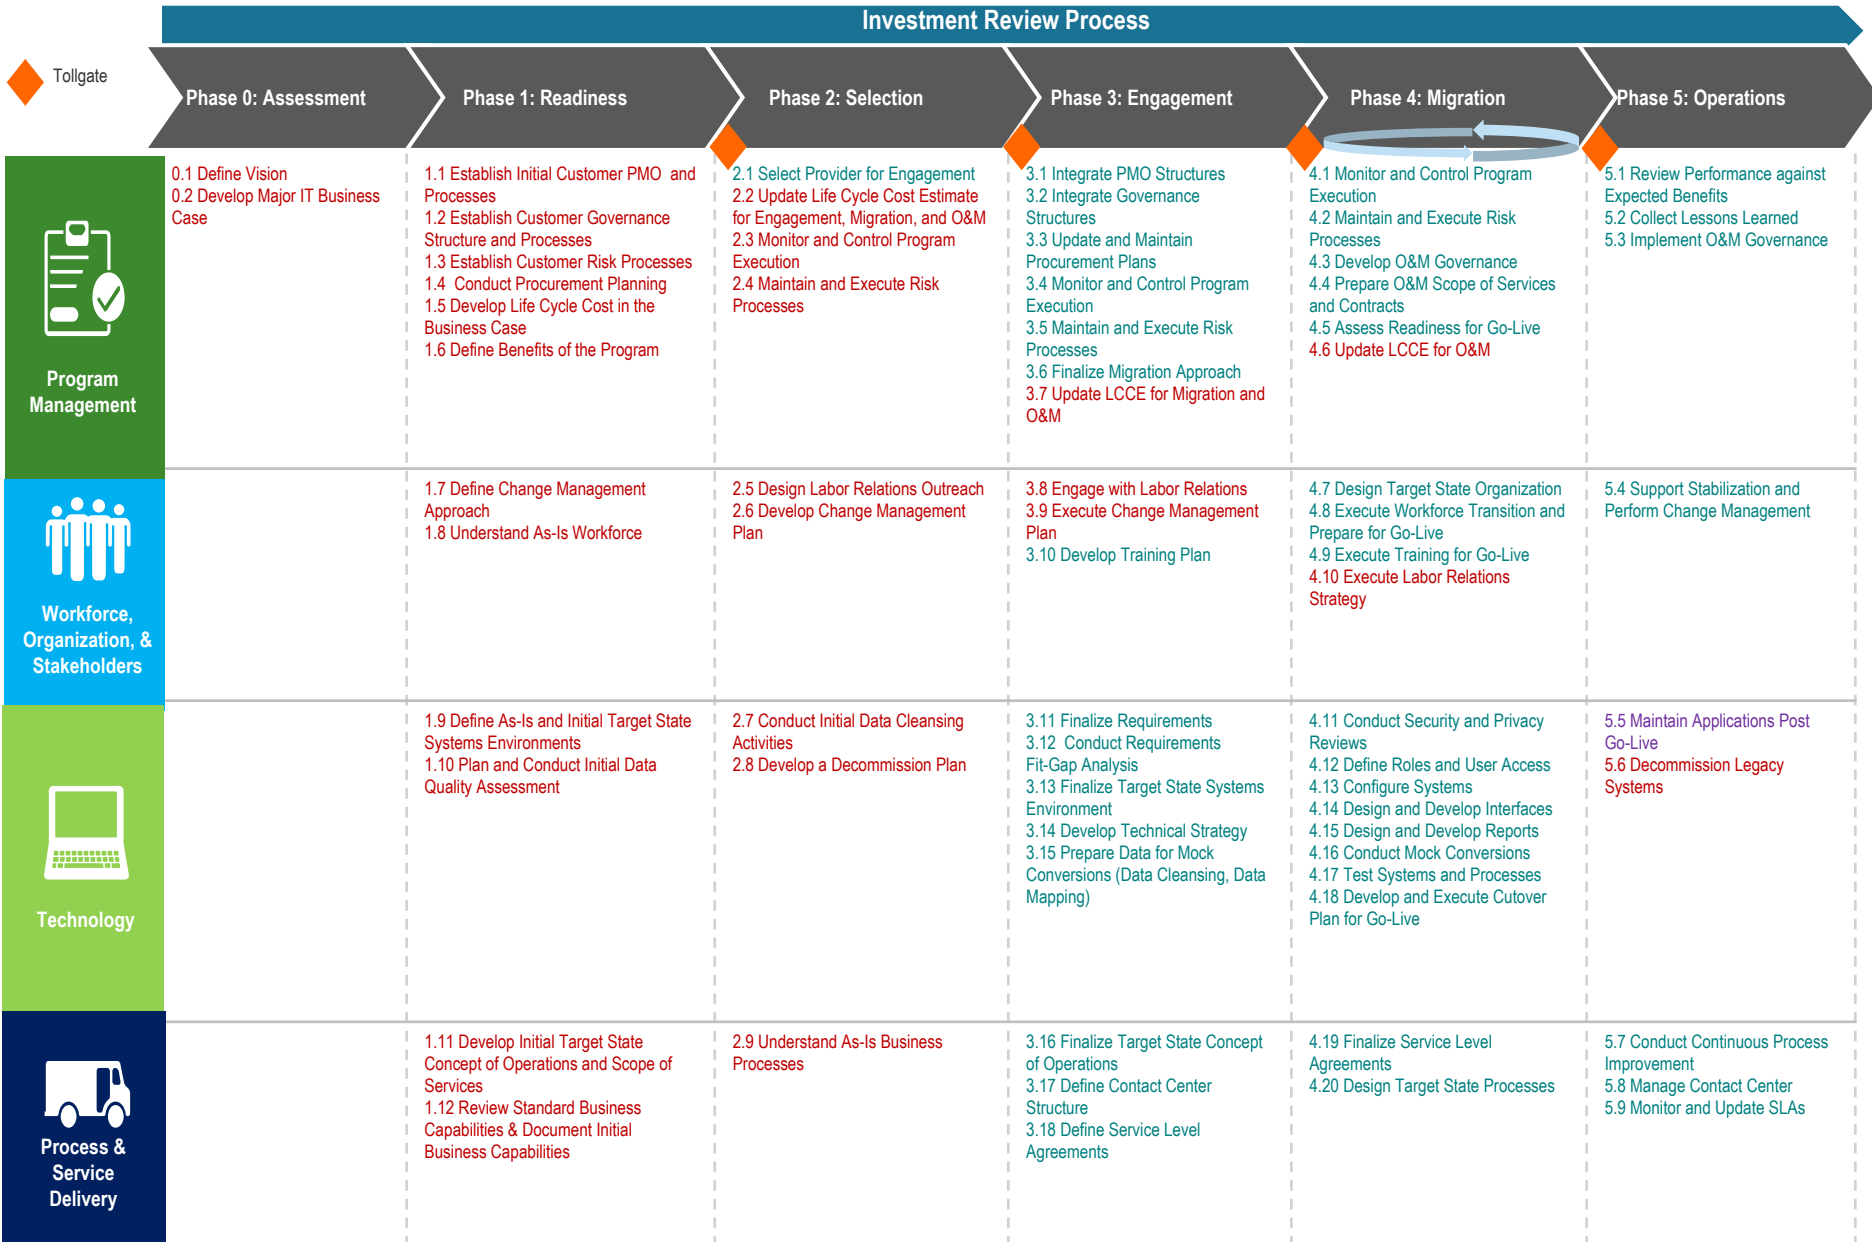 Investment Review Process
Tollgate
Phase 0: Assessment
Phase 1: Readiness
Phase 2: Selection
Phase 3: Engagement
Phase 4: Migration
Phase 5: Operations
Program
Management
0.1 Define Vision
0.2 Develop Major IT Business
Case
1.1 Establish Initial Customer PMO and
Processes
1.2 Establish Customer Governance
Structure and Processes
1.3 Establish Customer Risk Processes
1.4 Conduct Procurement Planning
1.5 Develop Life Cycle Cost in the
Business Case
1.6 Define Benefits of the Program
2.1 Select Provider for Engagement
2.2 Update Life Cycle Cost Estimate
for Engagement, Migration, and O&M
2.3 Monitor and Control Program
Execution
2.4 Maintain and Execute Risk
Processes
3.1 Integrate PMO Structures
3.2 Integrate Governance
Structures
3.3 Update and Maintain
Procurement Plans
3.4 Monitor and Control Program
Execution
3.5 Maintain and Execute Risk
Processes
3.6 Finalize Migration Approach
3.7 Update LCCE for Migration and
O&M
4.1 Monitor and Control Program
Execution
4.2 Maintain and Execute Risk
Processes
4.3 Develop O&M Governance
4.4 Prepare O&M Scope of Services
and Contracts
4.5 Assess Readiness for Go-Live
4.6 Update LCCE for O&M
5.1 Review Performance against
Expected Benefits
5.2 Collect Lessons Learned
5.3 Implement O&M Governance
Workforce,
Organization, &
Stakeholders
1.7 Define Change Management
Approach
1.8 Understand As-Is Workforce
2.5 Design Labor Relations Outreach
2.6 Develop Change Management
Plan
3.8 Engage with Labor Relations
3.9 Execute Change Management
Plan
3.10 Develop Training Plan
4.7 Design Target State Organization
4.8 Execute Workforce Transition and
Prepare for Go-Live
4.9 Execute Training for Go-Live
4.10 Execute Labor Relations
Strategy
5.4 Support Stabilization and
Perform Change Management
Technology
1.9 Define As-Is and Initial Target State
Systems Environments
1.10 Plan and Conduct Initial Data
Quality Assessment
2.7 Conduct Initial Data Cleansing
Activities
2.8 Develop a Decommission Plan
3.11 Finalize Requirements
3.12 Conduct Requirements
Fit-Gap Analysis
3.13 Finalize Target State Systems
Environment
3.14 Develop Technical Strategy
3.15 Prepare Data for Mock
Conversions (Data Cleansing, Data
Mapping)
4.11 Conduct Security and Privacy
Reviews
4.12 Define Roles and User Access
4.13 Configure Systems
4.14 Design and Develop Interfaces
4.15 Design and Develop Reports
4.16 Conduct Mock Conversions
4.17 Test Systems and Processes
4.18 Develop and Execute Cutover
Plan for Go-Live
5.5 Maintain Applications Post
Go-Live
5.6 Decommission Legacy
Systems
Process &
Service
Delivery
1.11 Develop Initial Target State
Concept of Operations and Scope of
Services
1.12 Review Standard Business
Capabilities & Document Initial
Business Capabilities
2.9 Understand As-Is Business
Processes
3.16 Finalize Target State Concept
of Operations
3.17 Define Contact Center
Structure
3.18 Define Service Level
Agreements
4.19 Finalize Service Level
Agreements
4.20 Design Target State Processes
5.7 Conduct Continuous Process
Improvement
5.8 Manage Contact Center
5.9 Monitor and Update SLAs